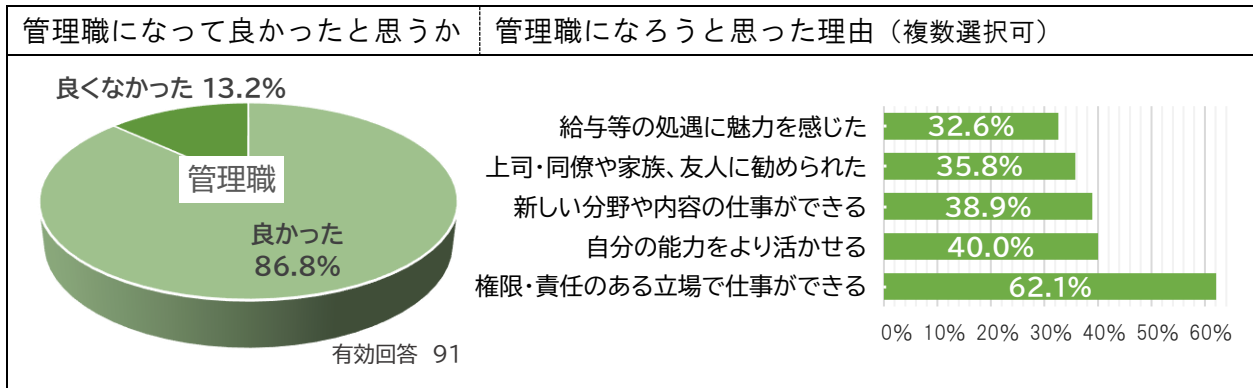 管理職になって良かったと思うか
管理職になろうと思った理由（複数選択可）
良くなかった 13.2%
管理職
良かった
86.8%
有効回答 91
給与等の処遇に魅力を感じた 32.6%
上司・同僚や家族、友人に勧められた 35.8%
新しい分野や内容の仕事ができる 38.9%
自分の能力をより活かせる 40.0%
権限・責任のある立場で仕事ができる 62.1%
0% 10% 20% 30% 40% 50% 60%